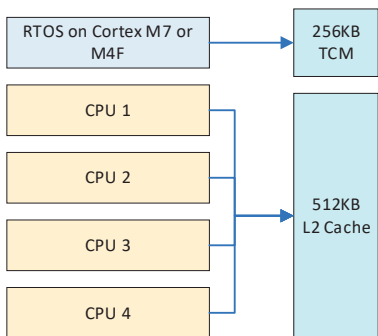 RTOS on Cortex M7 or
M4F
256KB
TCM
CPU 1
CPU 2
CPU 3
CPU 4
512KB
L2 Cache